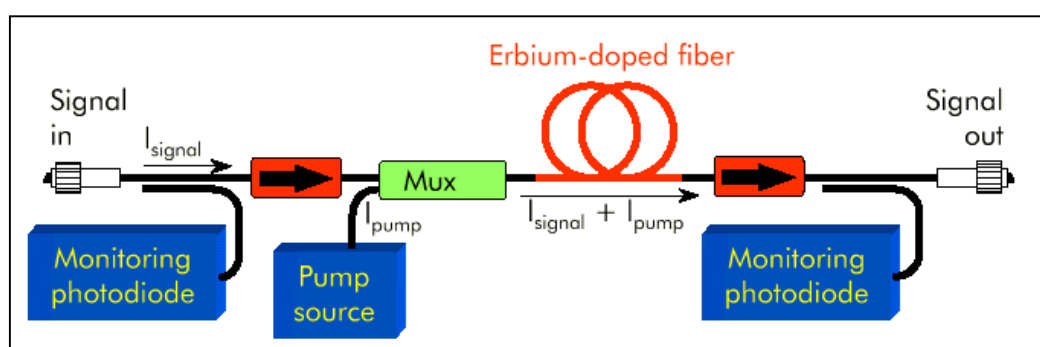 Erbium-doped fiber
Signal
in
Signal
out
Isignal
Mux
Ipump
Isignal + Ipump
Monitoring
photodiode
Pump
source
Monitoring
photodiode